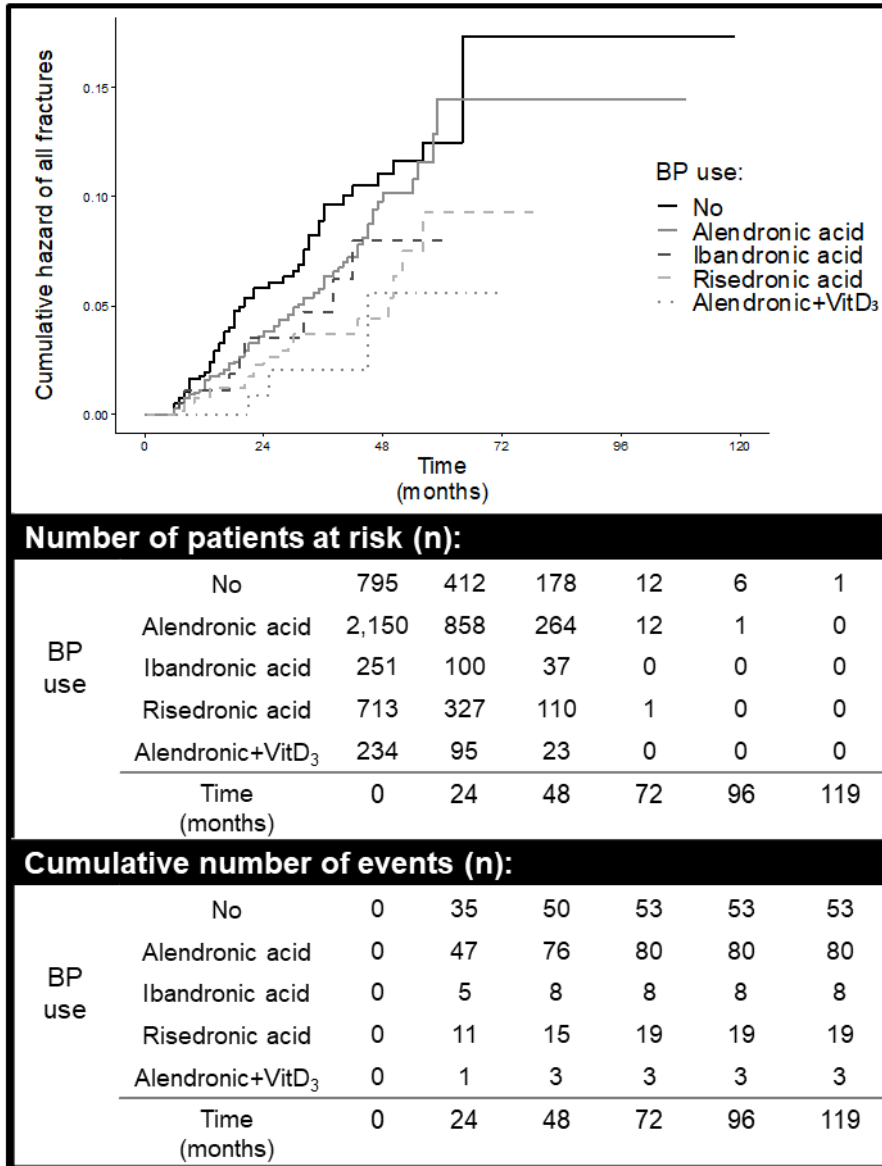 Cumulative hazard of all fractures
0.15
0.10
0.05
0.00
0 24 48 72 96 120
Time
(months)
BP use:
No
Alendronic acid
Ibandronic acid
Risedronic acid
Alendronic+VitD₃
Number of patients at risk (n):
BP
use
No 795 412 178 12 6 1
Alendronic acid 2,150 858 264 12 1 0
Ibandronic acid 251 100 37 0 0 0
Risedronic acid 713 327 110 1 0 0
Alendronic+VitD₃ 234 95 23 0 0 0
Time
(months) 0 24 48 72 96 119
Cumulative number of events (n):
BP
use
No 0 35 50 53 53 53
Alendronic acid 0 47 76 80 80 80
Ibandronic acid 0 5 8 8 8 8
Risedronic acid 0 11 15 19 19 19
Alendronic+VitD₃ 0 1 3 3 3 3
Time
(months) 0 24 48 72 96 119